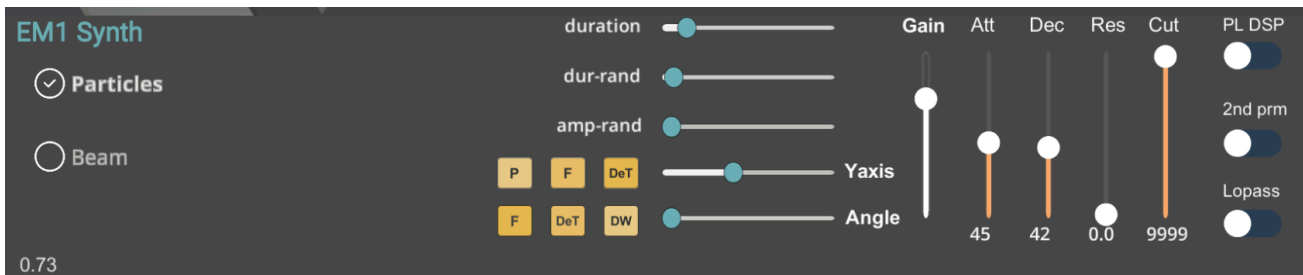 EM1 Synth
Particles
Beam
0.73
duration
dur-rand
amp-rand
P F DeT Yaxis
F DeT DW Angle
Gain Att Dec Res Cut
45 42 0.0 9999
PL DSP
2nd prm
Lopass